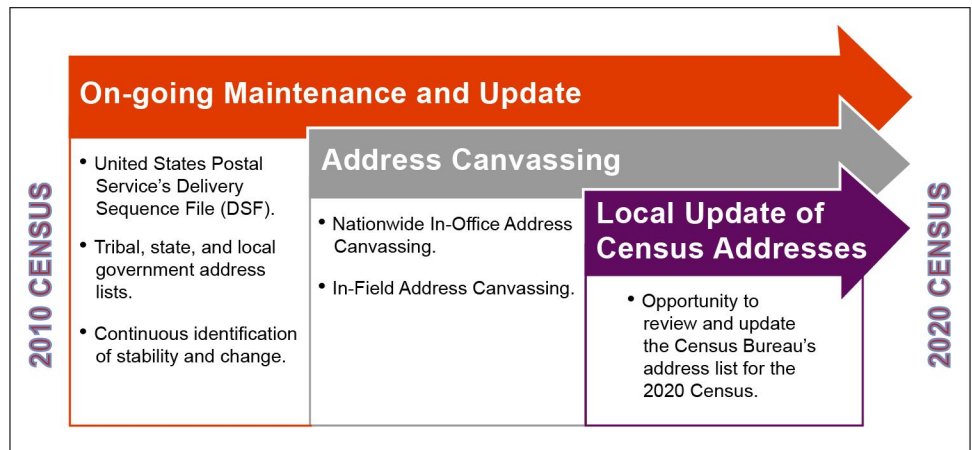 2010 CENSUS
On-going Maintenance and Update
• United States Postal
Service's Delivery
Sequence File (DSF).
• Tribal, state, and local
government address
lists.
• Continuous identification
of stability and change.
Address Canvassing
• Nationwide In-Office Address
Canvassing.
• In-Field Address Canvassing.
Local Update of
Census Addresses
• Opportunity to
review and update
the Census Bureau's
address list for the
2020 Census.
2020 CENSUS